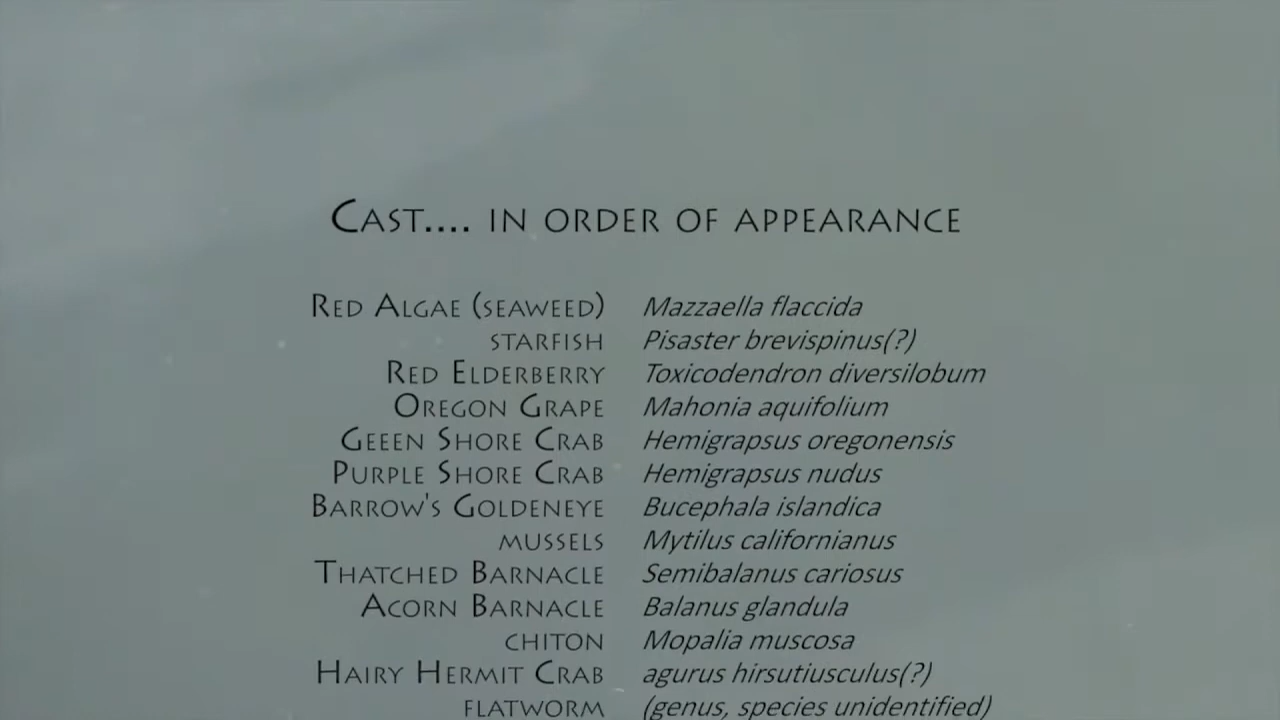 Cast.... in order of appearance
Red Algae (seaweed) Mazzaella flaccida
starfish Pisaster brevispinus(?)
Red Elderberry Toxicodendron diversilobum
Oregon Grape Mahonia aquifolium
Geeen Shore Crab Hemigrapsus oregonensis
Purple Shore Crab Hemigrapsus nudus
Barrow's Goldeneye Bucephala islandica
mussels Mytilus californianus
Thatched Barnacle Semibalanus cariosus
Acorn Barnacle Balanus glandula
chiton Mopalia muscosa
Hairy Hermit Crab agurus hirsutiusculus(?)
flatworm (genus, species unidentified)